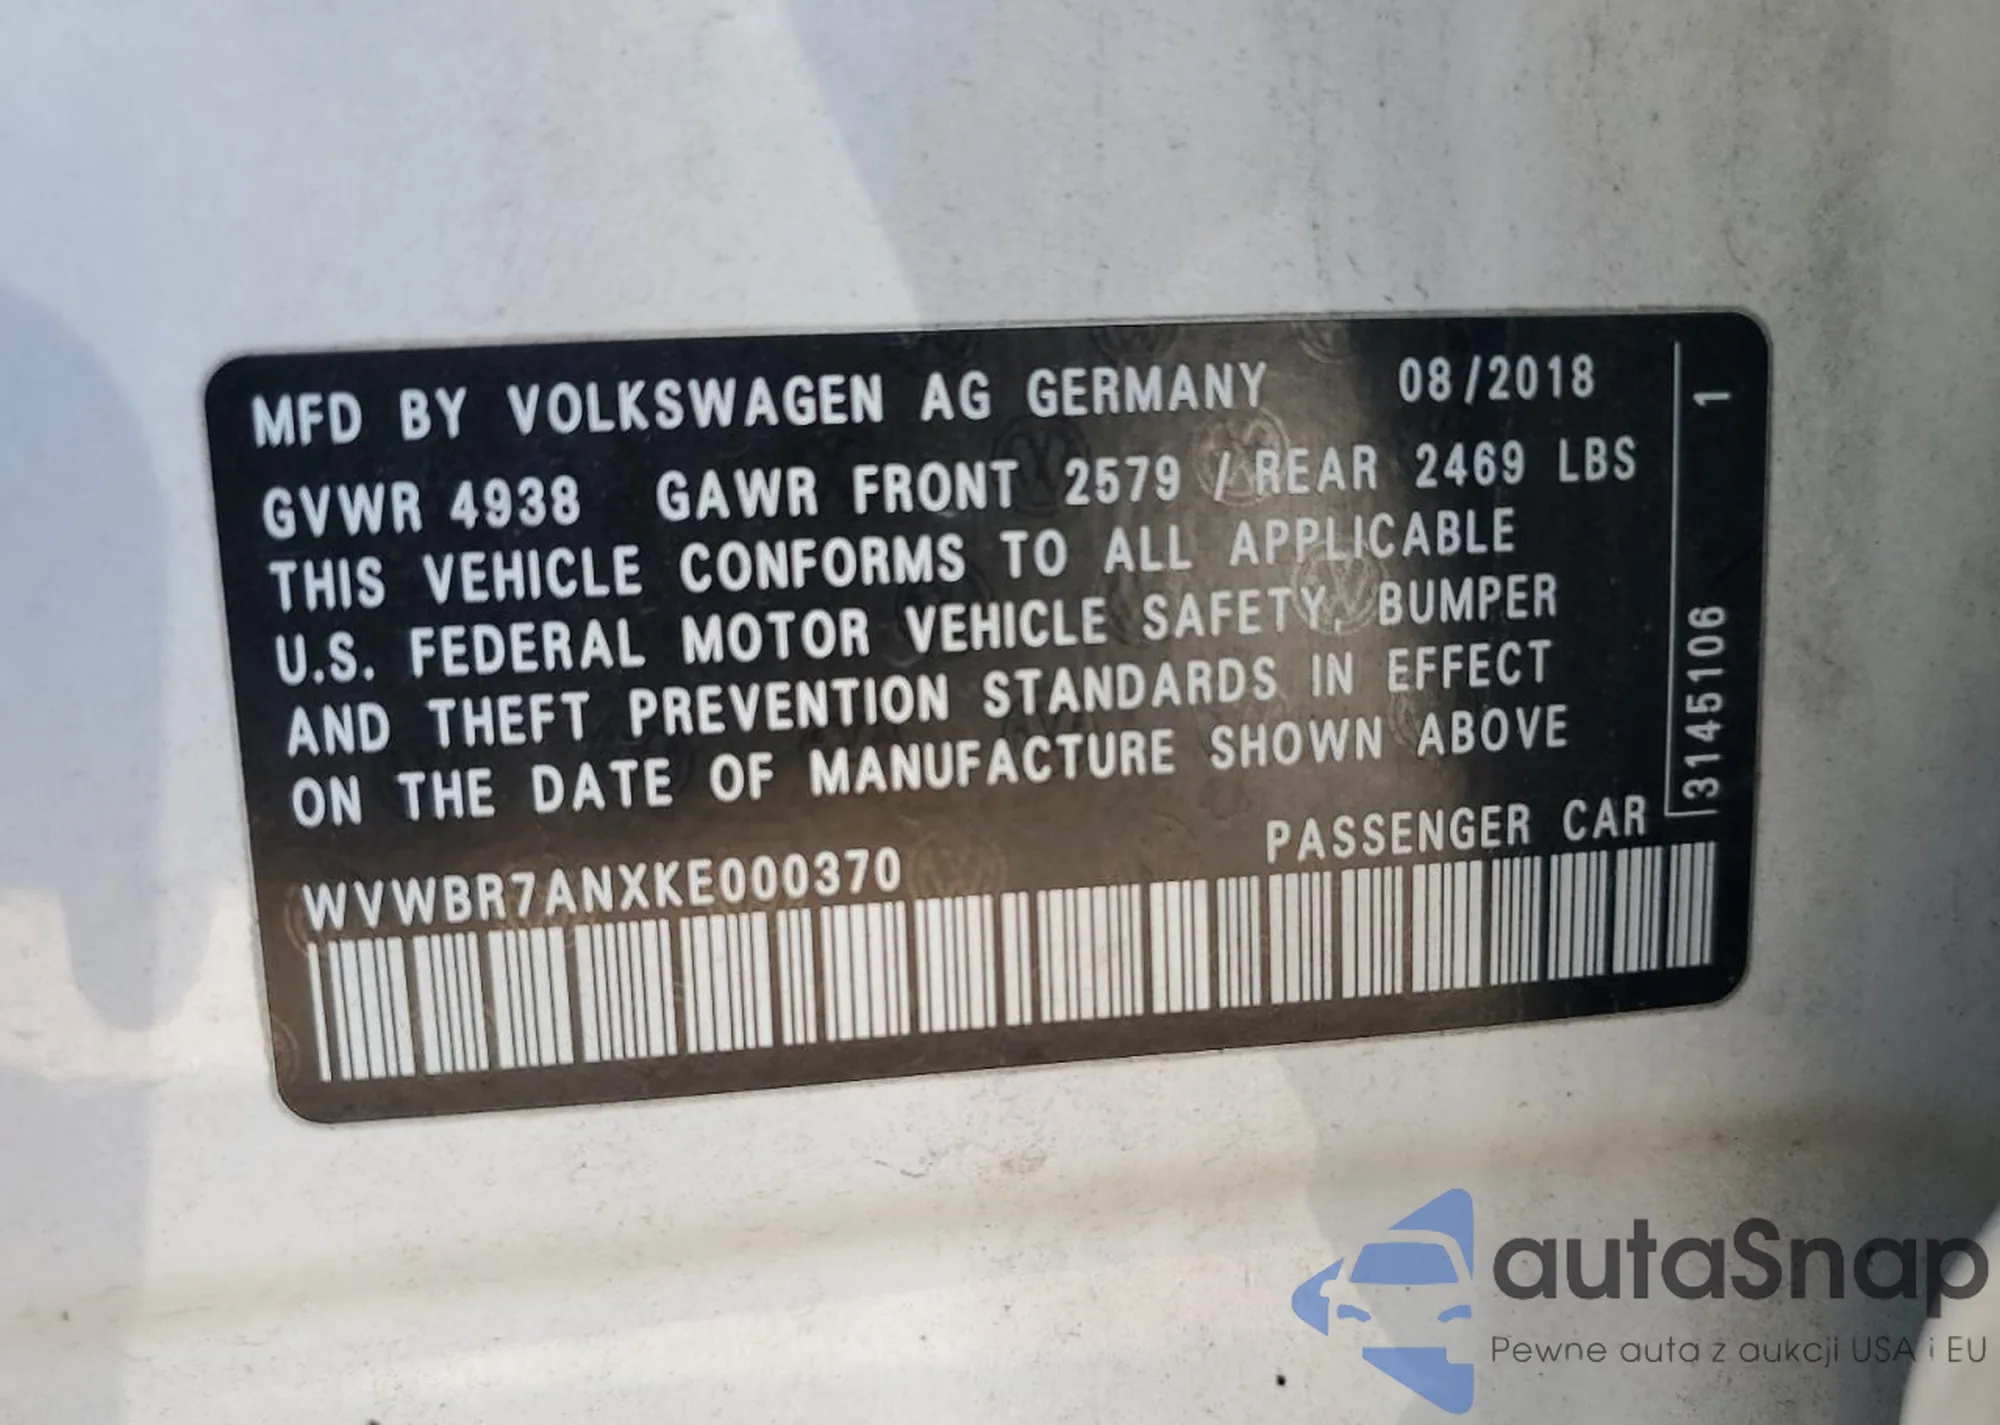 MFD BY VOLKSWAGEN AG GERMANY 08/2018
GVWR 4938 GAWR FRONT 2579 / REAR 2469 LBS
THIS VEHICLE CONFORMS TO ALL APPLICABLE
U.S. FEDERAL MOTOR VEHICLE SAFETY, BUMPER
AND THEFT PREVENTION STANDARDS IN EFFECT
ON THE DATE OF MANUFACTURE SHOWN ABOVE
PASSENGER CAR
WVWBR7ANXKE000370
3145106 1
autaSnap
Pewne auta z aukcji USA i EU